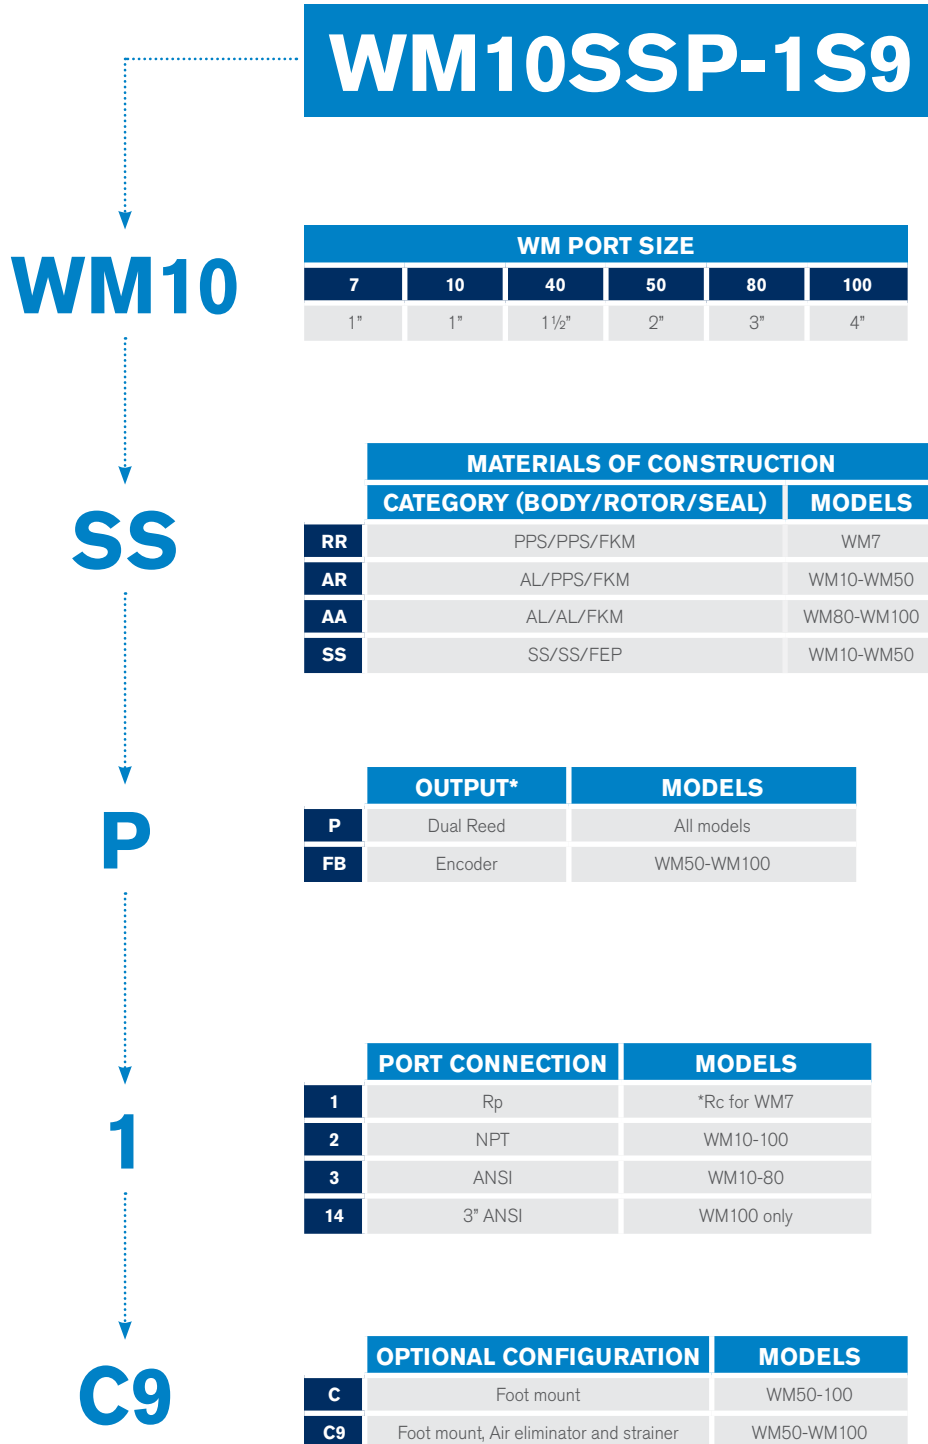 WM10SSP-1S9
WM10
WM PORT SIZE
7 10 40 50 80 100
1” 1” 1½” 2” 3” 4”
SS
MATERIALS OF CONSTRUCTION
CATEGORY (BODY/ROTOR/SEAL) MODELS
RR PPS/PPS/FKM WM7
AR AL/PPS/FKM WM10-WM50
AA AL/AL/FKM WM80-WM100
SS SS/SS/FEP WM10-WM50
P
OUTPUT* MODELS
P Dual Reed All models
FB Encoder WM50-WM100
1
PORT CONNECTION MODELS
1 Rp *Rc for WM7
2 NPT WM10-100
3 ANSI WM10-80
14 3” ANSI WM100 only
C9
OPTIONAL CONFIGURATION MODELS
C Foot mount WM50-100
C9 Foot mount, Air eliminator and strainer WM50-WM100